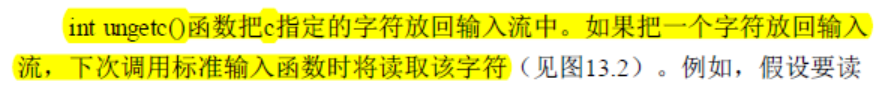 int ungetc()函数把c指定的字符放回输入流中。如果把一个字符放回输入
流，下次调用标准输入函数时将读取该字符（见图13.2）。例如，假设要读